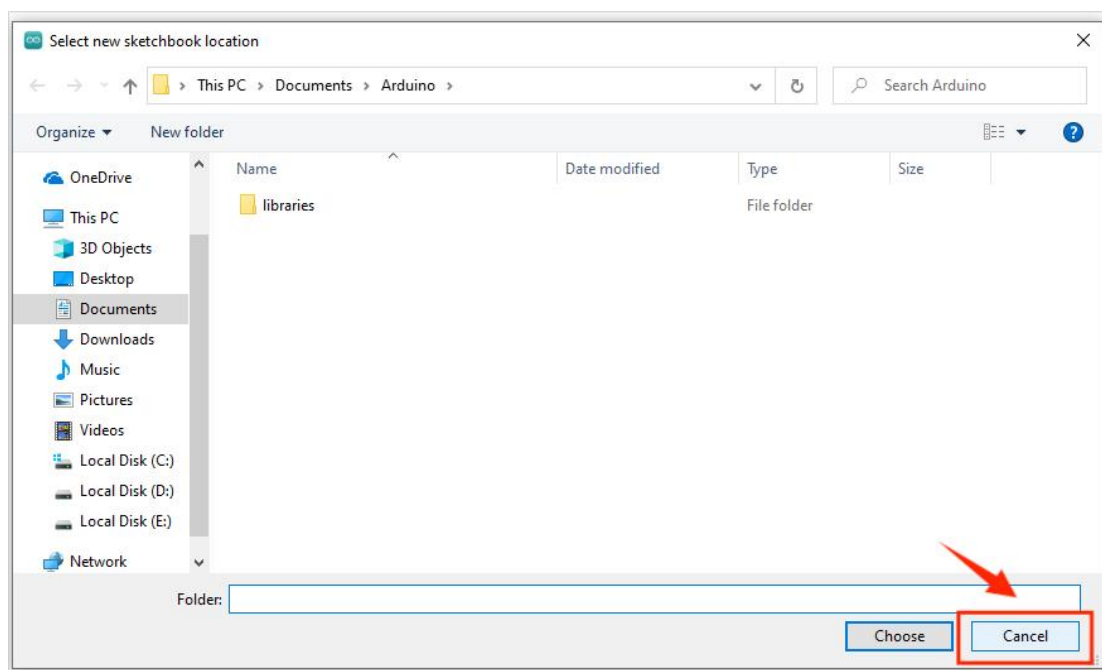 Select new sketchbook location
This PC > Documents > Arduino >
Search Arduino
Organize
New folder
Name
Date modified
Type
Size
libraries
File folder
OneDrive
This PC
3D Objects
Desktop
Documents
Downloads
Music
Pictures
Videos
Local Disk (C:)
Local Disk (D:)
Local Disk (E:)
Network
Folder:
Choose
Cancel